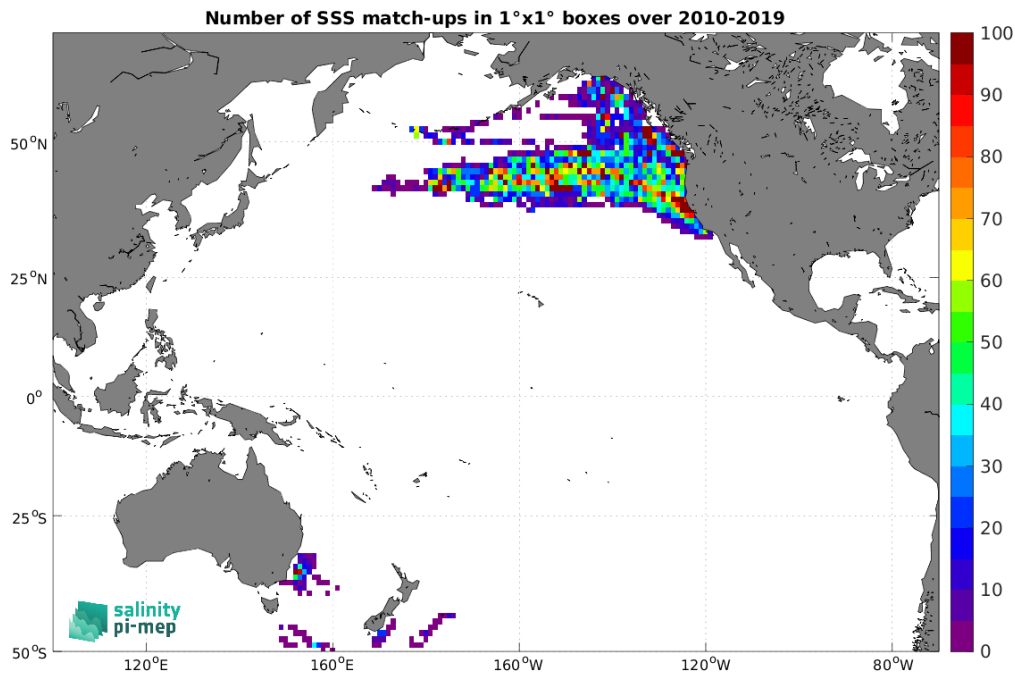 Number of SSS match-ups in 1°x1° boxes over 2010-2019
100
90
80
70
60
50
40
30
20
10
0
50°N
25°N
0°
25°S
50°S
120°E
160°E
160°W
120°W
80°W
salinity
pi-mep